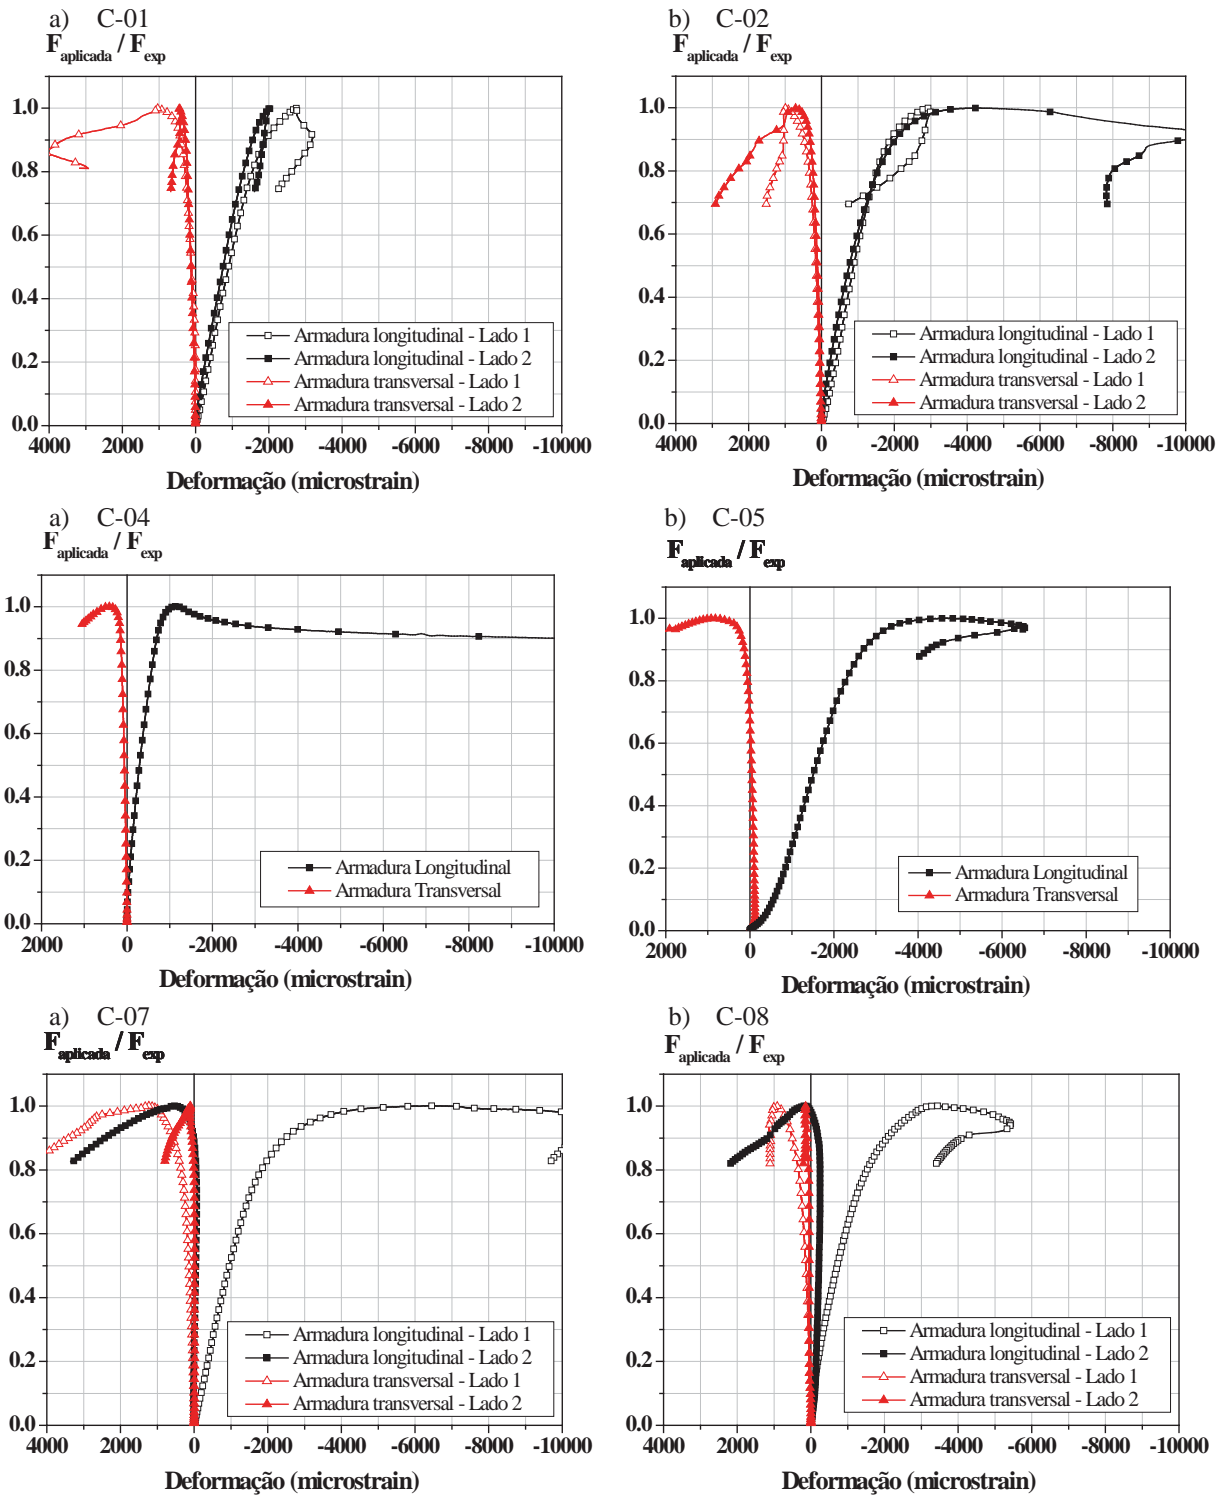 a) C-01
F aplicada / F exp
1.0
0.8
0.6
0.4
0.2
0.0
Armadura longitudinal - Lado 1
Armadura longitudinal - Lado 2
Armadura transversal - Lado 1
Armadura transversal - Lado 2
4000 2000 0 -2000 -4000 -6000 -8000 -10000
Deformação (microstrain)
b) C-02
F aplicada / F exp
1.0
0.8
0.6
0.4
0.2
0.0
Armadura longitudinal - Lado 1
Armadura longitudinal - Lado 2
Armadura transversal - Lado 1
Armadura transversal - Lado 2
4000 2000 0 -2000 -4000 -6000 -8000 -10000
Deformação (microstrain)
a) C-04
F aplicada / F exp
1.0
0.8
0.6
0.4
0.2
0.0
Armadura Longitudinal
Armadura Transversal
2000 0 -2000 -4000 -6000 -8000 -10000
Deformação (microstrain)
b) C-05
F aplicada / F exp
1.0
0.8
0.6
0.4
0.2
0.0
Armadura Longitudinal
Armadura Transversal
2000 0 -2000 -4000 -6000 -8000 -10000
Deformação (microstrain)
a) C-07
F aplicada / F exp
1.0
0.8
0.6
0.4
0.2
0.0
Armadura longitudinal - Lado 1
Armadura longitudinal - Lado 2
Armadura transversal - Lado 1
Armadura transversal - Lado 2
4000 2000 0 -2000 -4000 -6000 -8000 -10000
Deformação (microstrain)
b) C-08
F aplicada / F exp
1.0
0.8
0.6
0.4
0.2
0.0
Armadura longitudinal - Lado 1
Armadura longitudinal - Lado 2
Armadura transversal - Lado 1
Armadura transversal - Lado 2
4000 2000 0 -2000 -4000 -6000 -8000 -10000
Deformação (microstrain)